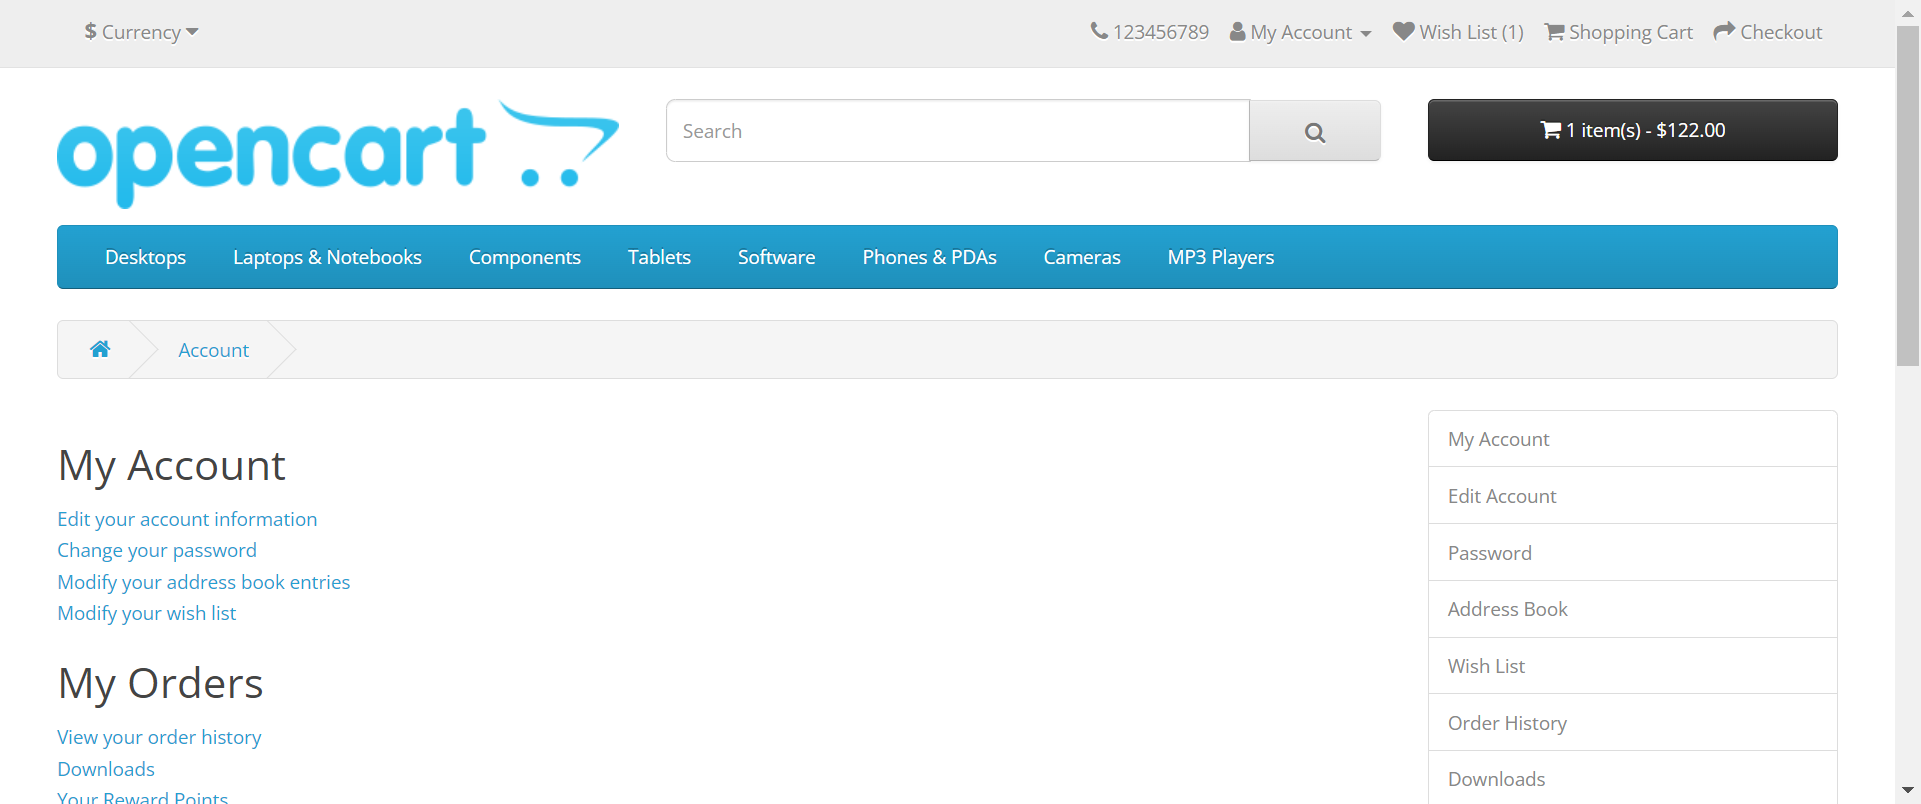 $ Currency
123456789 My Account Wish List (1) Shopping Cart Checkout
opencart
Search
1 item(s) - $122.00
Desktops Laptops & Notebooks Components Tablets Software Phones & PDAs Cameras MP3 Players
Account
My Account
Edit your account information
Change your password
Modify your address book entries
Modify your wish list
My Orders
View your order history
Downloads
Your Reward Points
My Account
Edit Account
Password
Address Book
Wish List
Order History
Downloads